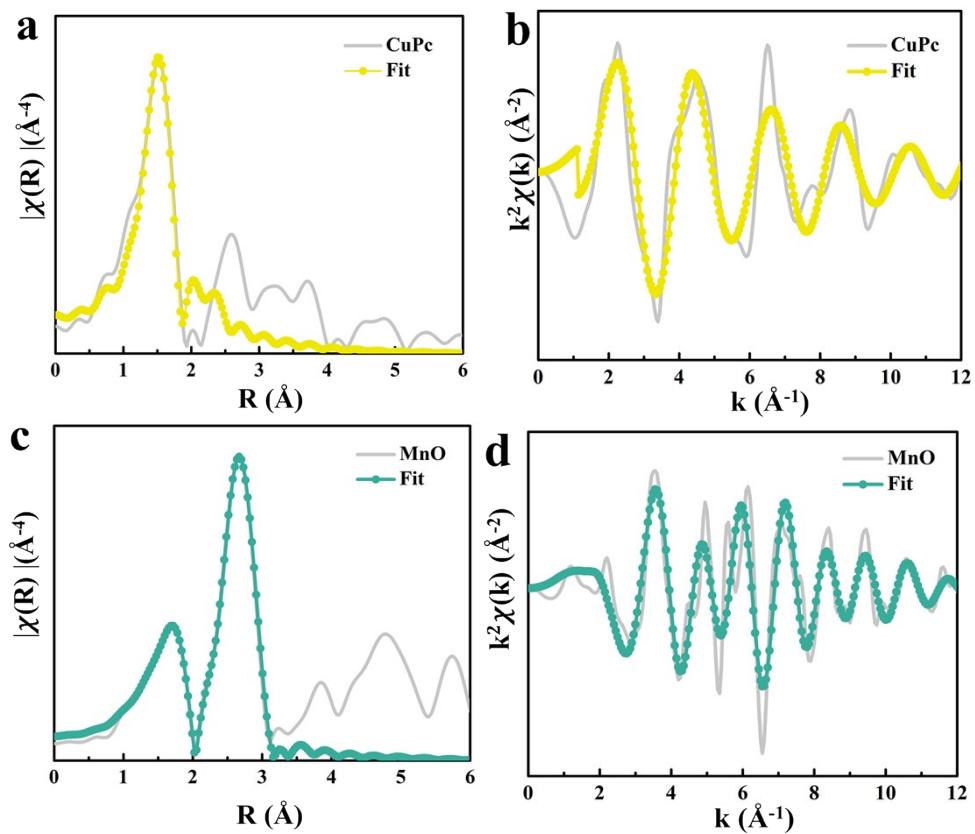 a
CuPc
Fit
|χ(R) |(Å-4)
0 1 2 3 4 5 6
R (Å)
b
CuPc
Fit
k²χ(k) (Å-2)
0 2 4 6 8 10 12
k (Å-1)
c
MnO
Fit
|χ(R) |(Å-4)
0 1 2 3 4 5 6
R (Å)
d
MnO
Fit
k²χ(k) (Å-2)
0 2 4 6 8 10 12
k (Å-1)